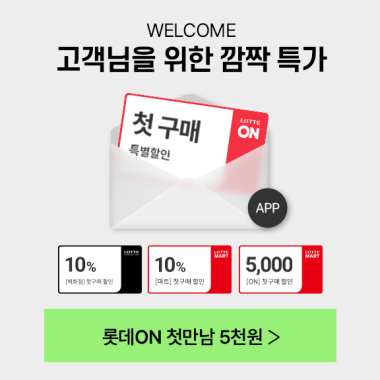 WELCOME
고객님을 위한 깜짝 특가
첫 구매
특별할인
LOTTE
ON
APP
10%
[백화점] 첫구매 할인
LOTTE
10%
[마트] 첫구매 할인
LOTTE
MART
5,000
[ON] 첫구매 할인
LOTTE
MART
롯데ON 첫만남 5천원 >